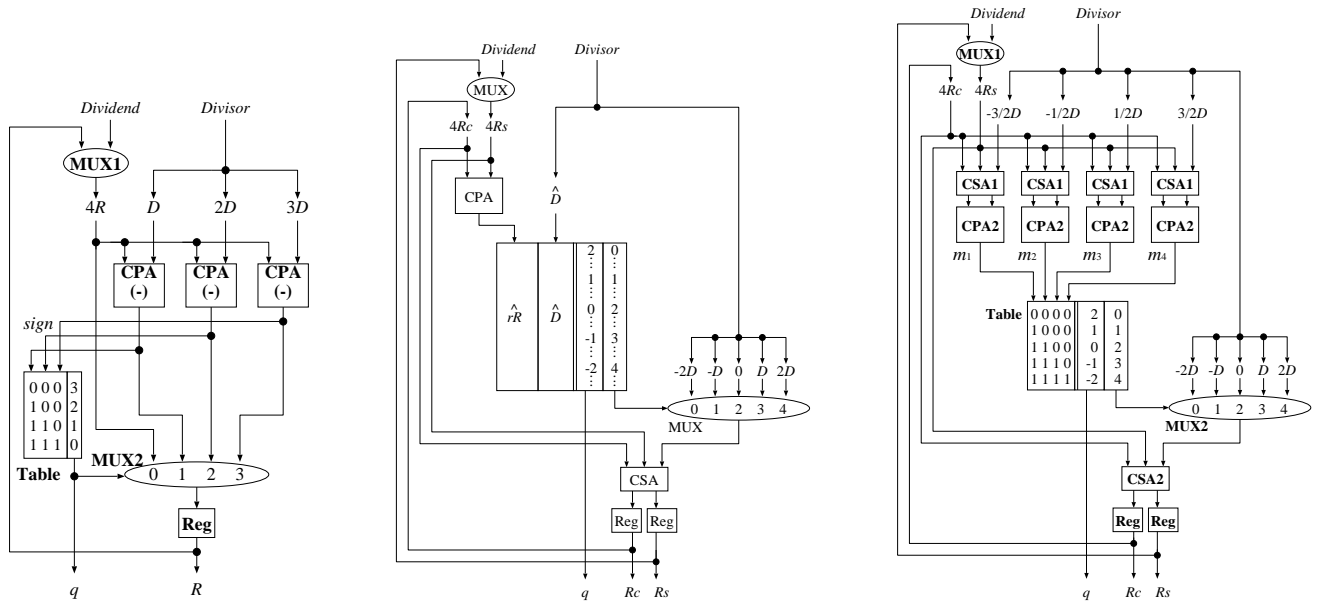 Dividend Divisor
MUX1
4R D 2D 3D
CPA (-) CPA (-) CPA (-)
sign
0 0 0 3
1 0 0 2
1 1 0 1
1 1 1 0
Table
MUX2
0 1 2 3
Reg
q R
Dividend Divisor
MUX
4Rc 4Rs
CPA
D̂
2 0
1 1
0 2
-1 3
-2 4
r̂R D̂
-2D -D 0 D 2D
0 1 2 3 4
MUX
CSA
Reg Reg
q Rc Rs
Dividend Divisor
MUX1
4Rc 4Rs
-3/2D -1/2D 1/2D 3/2D
CSA1 CSA1 CSA1 CSA1
CPA2 CPA2 CPA2 CPA2
m1 m2 m3 m4
Table
0 0 0 0 2 0
1 0 0 0 1 1
1 1 0 0 0 2
1 1 1 0 -1 3
1 1 1 1 -2 4
-2D -D 0 D 2D
0 1 2 3 4
MUX2
CSA2
Reg Reg
q Rc Rs